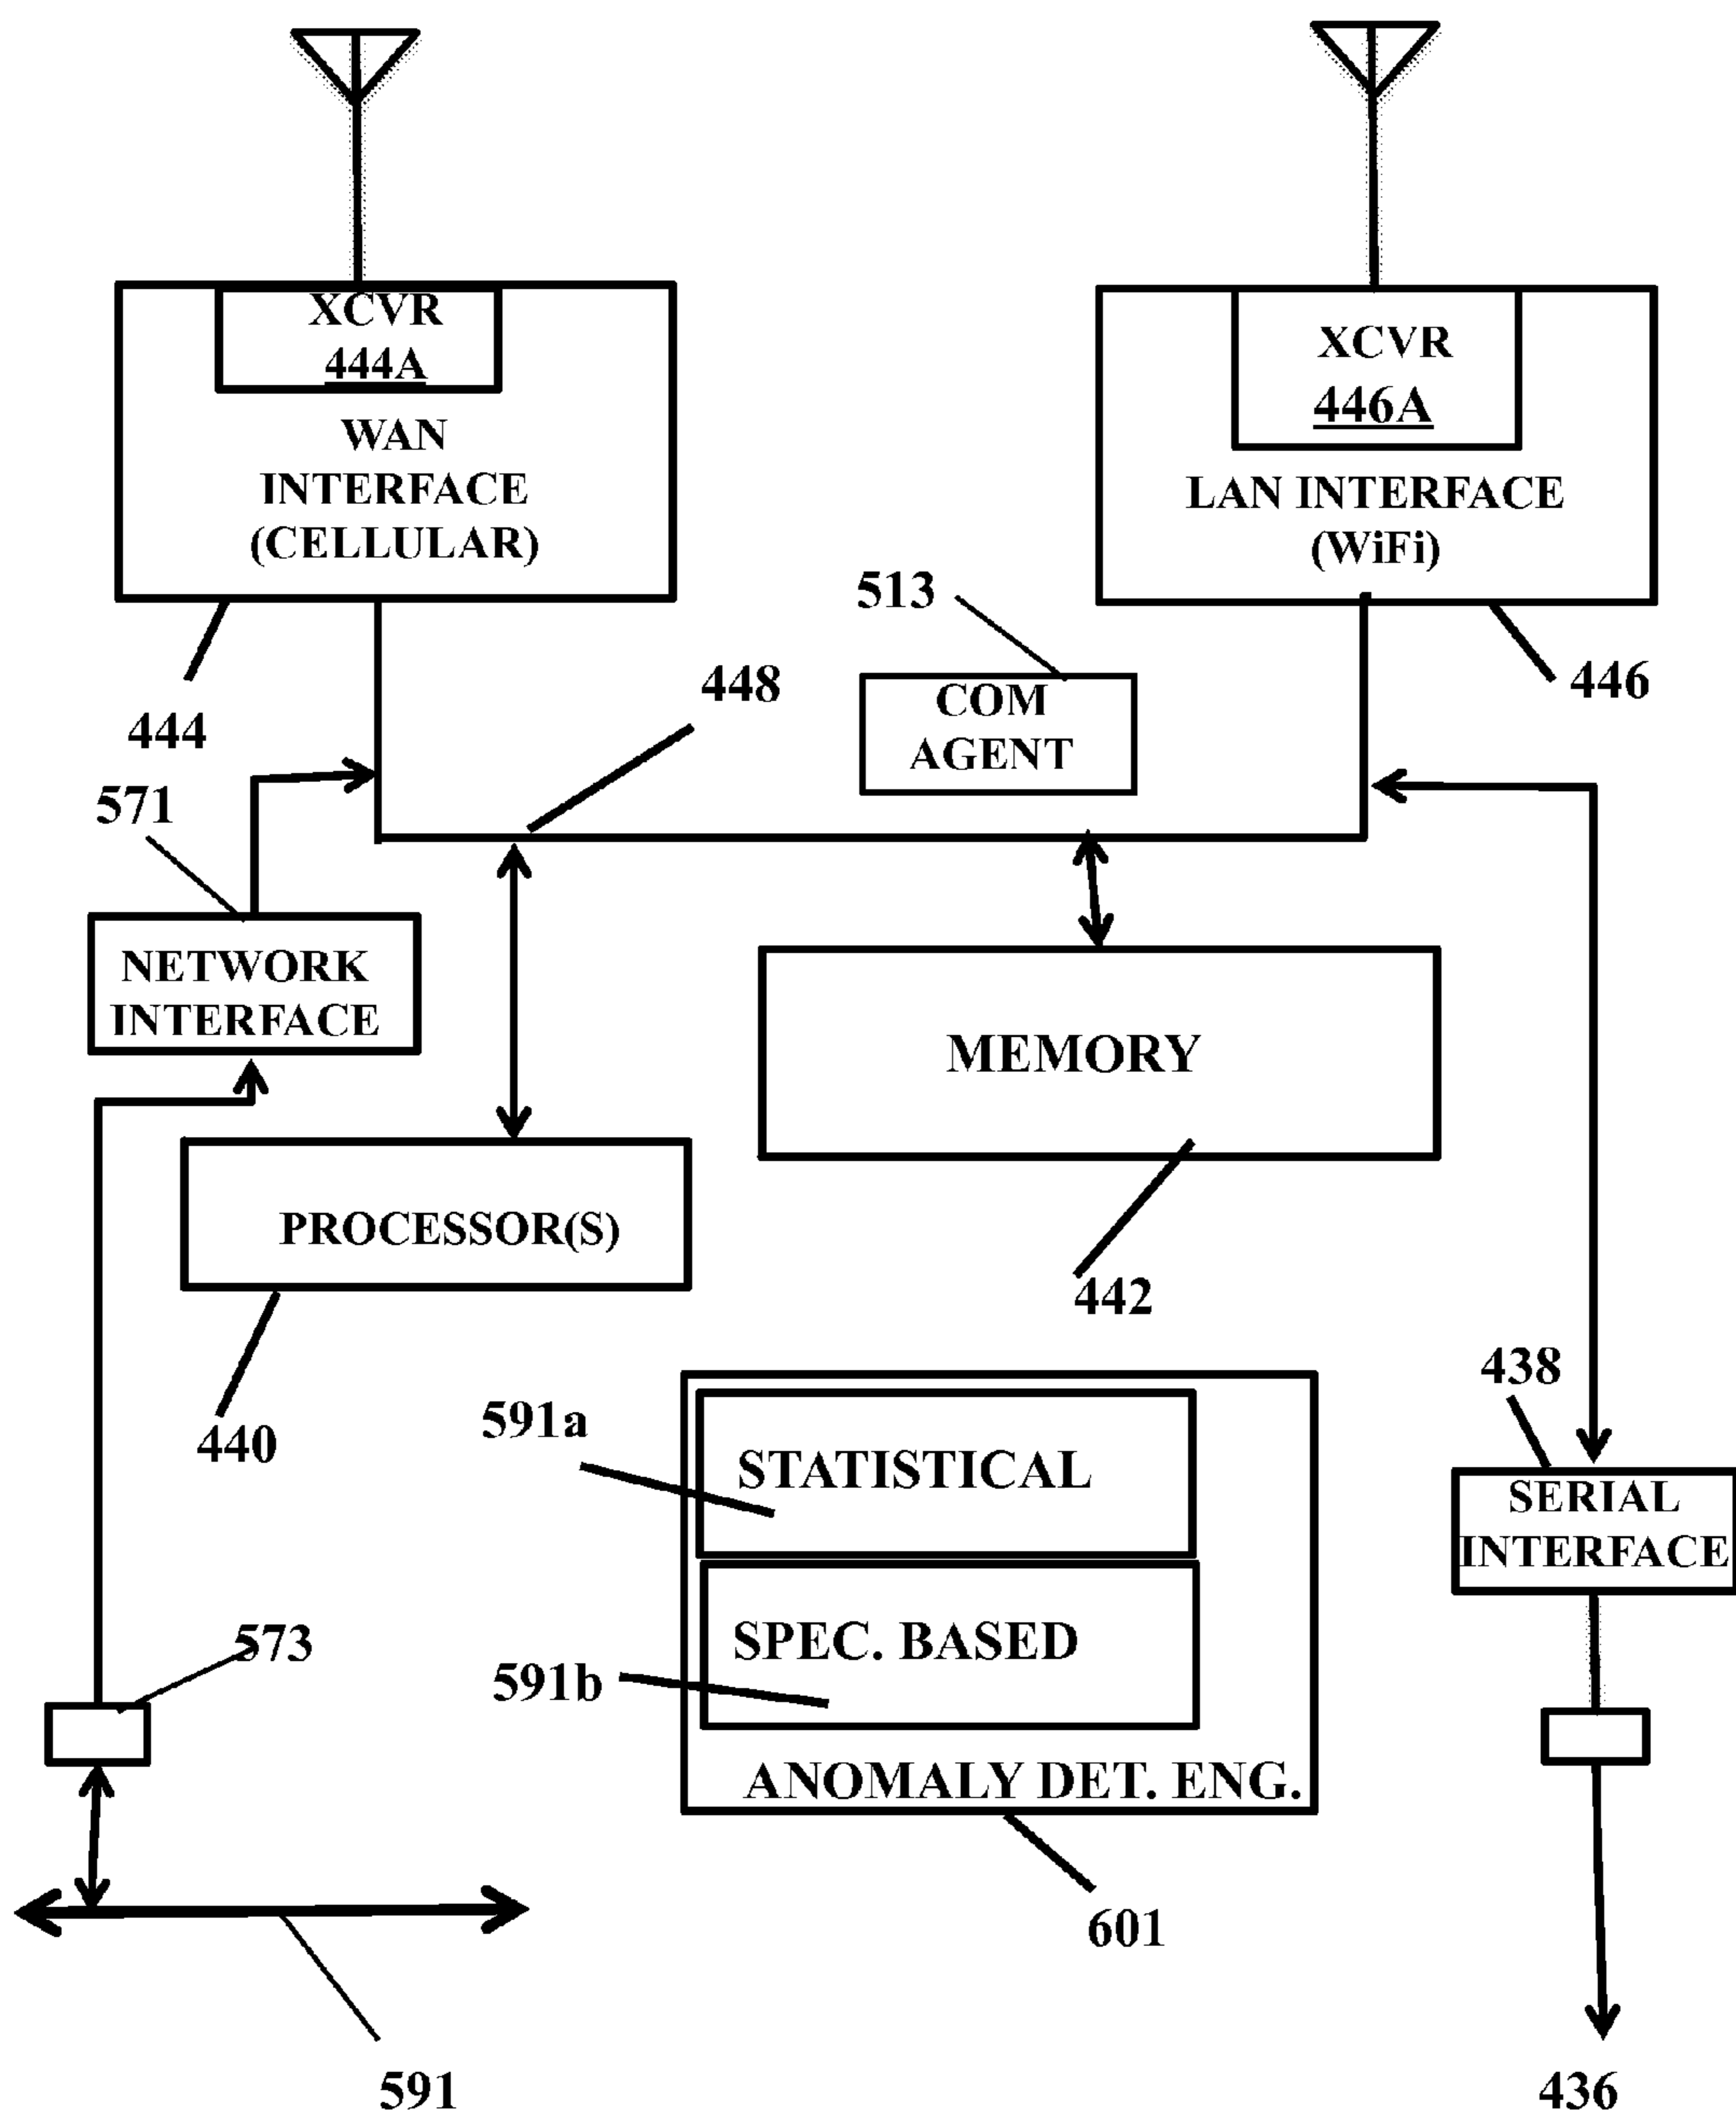 XCVR
444A
WAN
INTERFACE
(CELLULAR)
XCVR
446A
LAN INTERFACE
(WiFi)
513
446
448
444
COM
AGENT
571
NETWORK
INTERFACE
MEMORY
PROCESSOR(S)
442
440
438
591a
STATISTICAL
SERIAL
INTERFACE
573
SPEC. BASED
591b
ANOMALY DET. ENG.
601
591
436